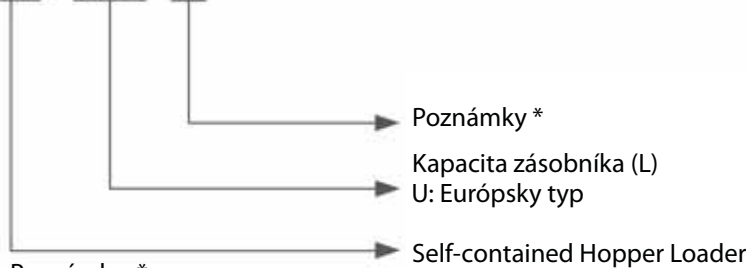 Poznámky *
Kapacita zásobníka (L)
U: Európsky typ
Self-contained Hopper Loader